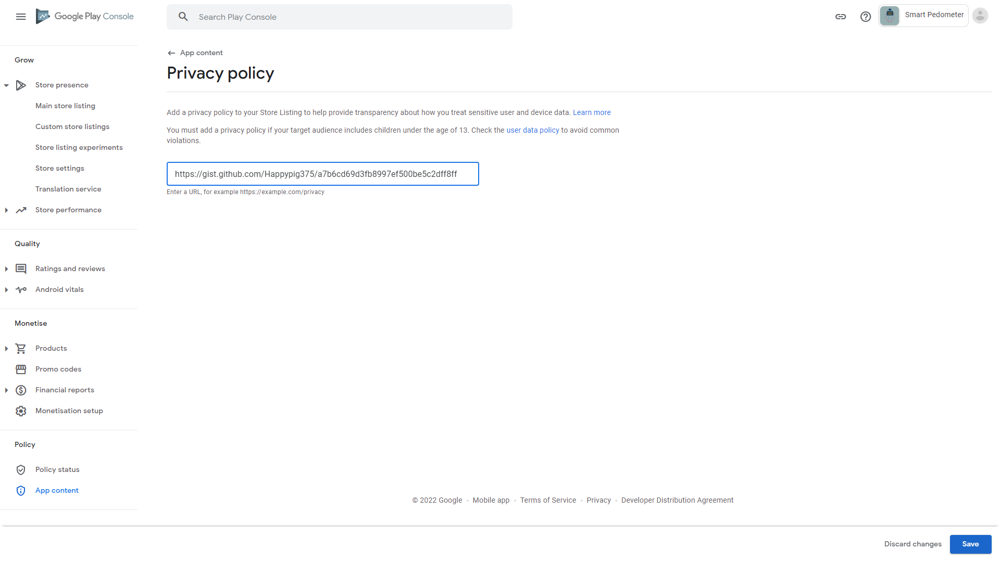 Google Play Console
Search Play Console
Smart Pedometer
Grow
Store presence
Main store listing
Custom store listings
Store listing experiments
Store settings
Translation service
Store performance
Quality
Ratings and reviews
Android vitals
Monetise
Products
Promo codes
Financial reports
Monetisation setup
Policy
Policy status
App content
App content
Privacy policy
Add a privacy policy to your Store Listing to help provide transparency about how you treat sensitive user and device data. Learn more
You must add a privacy policy if your target audience includes children under the age of 13. Check the user data policy to avoid common
violations.
https://gist.github.com/Happypig375/a7b6cd69d3fb8997ef500be5c2dff8ff
Enter a URL, for example https://example.com/privacy
© 2022 Google • Mobile app • Terms of Service • Privacy • Developer Distribution Agreement
Discard changes
Save